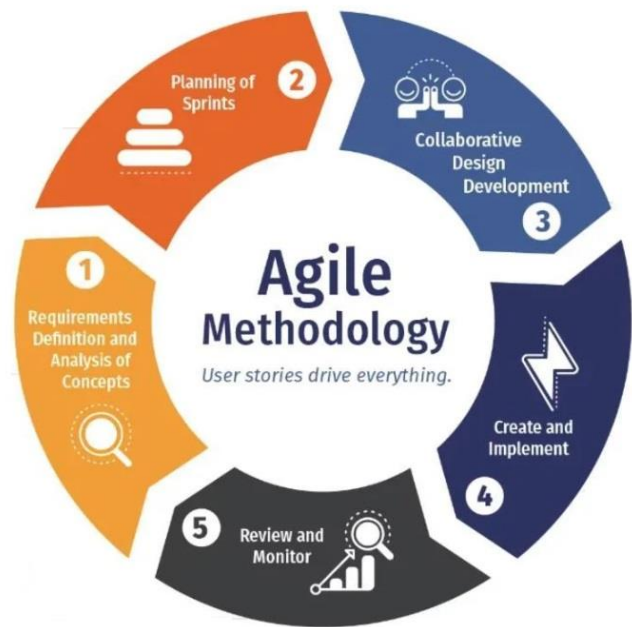 Agile
Methodology
User stories drive everything.
1
Requirements
Definition and
Analysis of
Concepts
2
Planning of
Sprints
Collaborative
Design
Development
3
Create and
Implement
4
5
Review and
Monitor